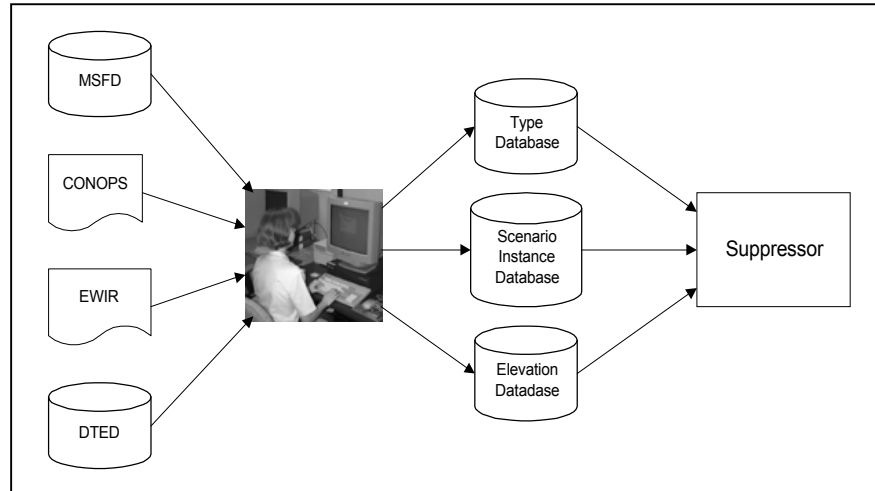 MSFD
CONOPS
EWIR
DTED
Type
Database
Scenario
Instance
Database
Elevation
Datadase
Suppressor